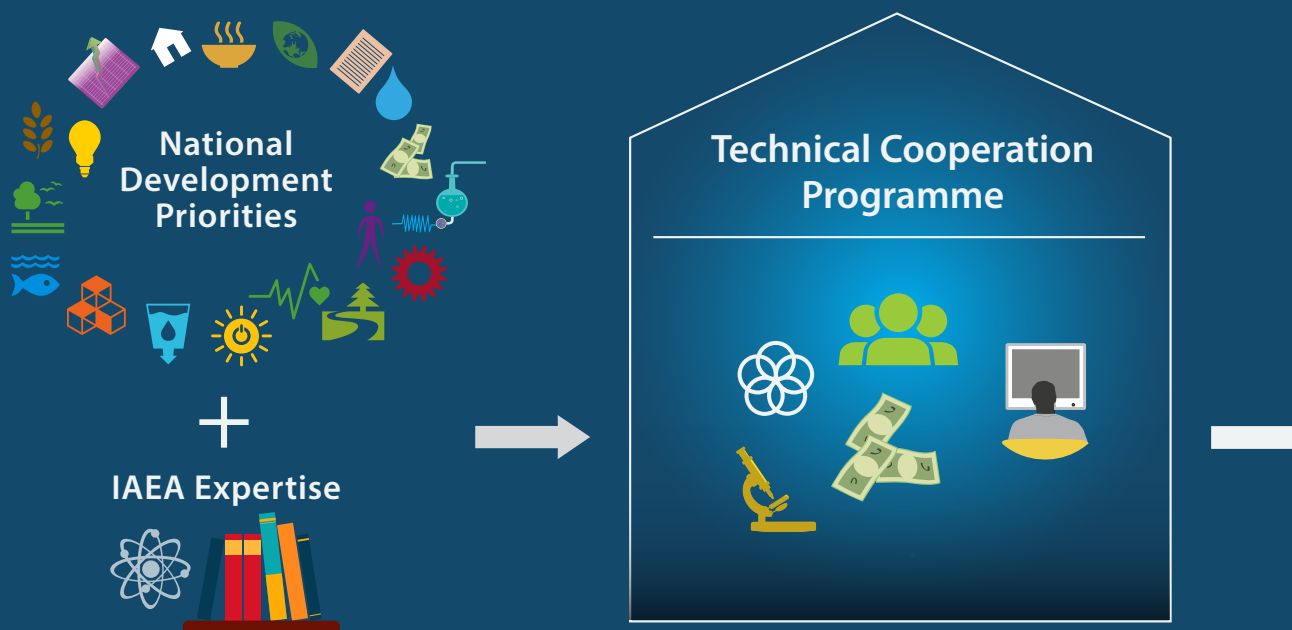 National
Development
Priorities
IAEA Expertise
Technical Cooperation
Programme